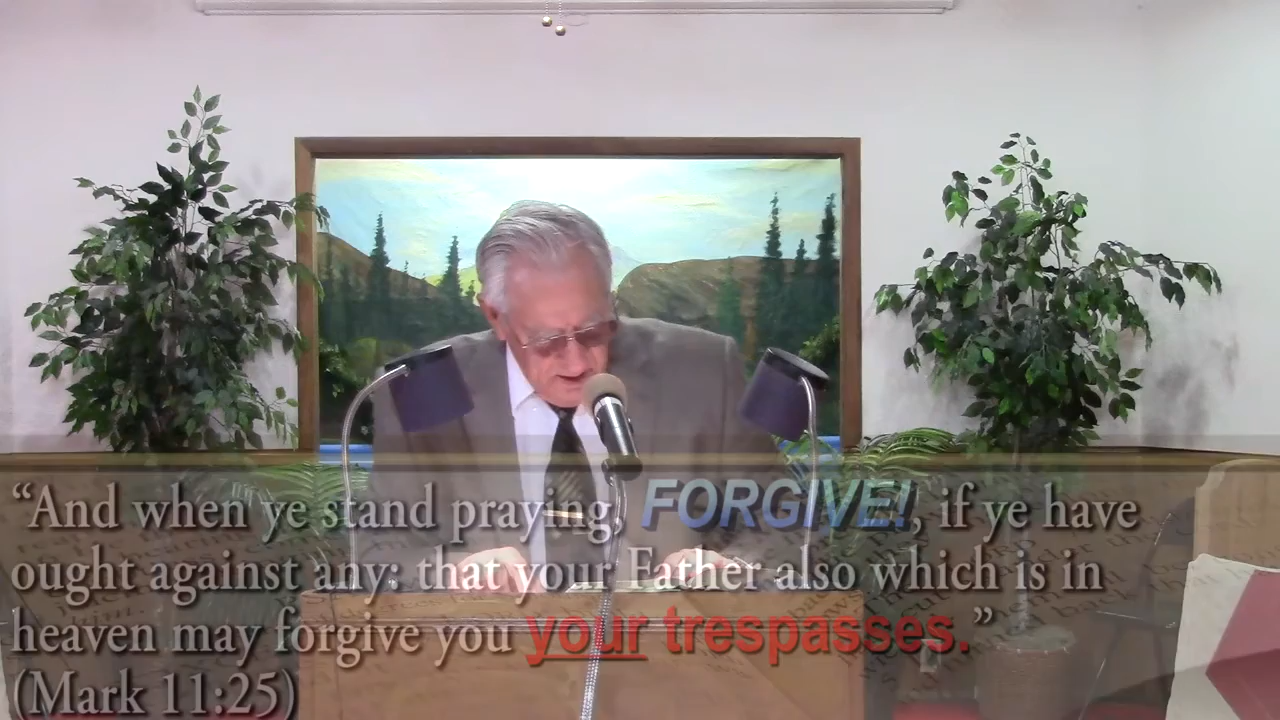 “And when ye stand praying, FORGIVE!, if ye have
ought against any: that your Father also which is in
heaven may forgive you your trespasses.”
(Mark 11:25)